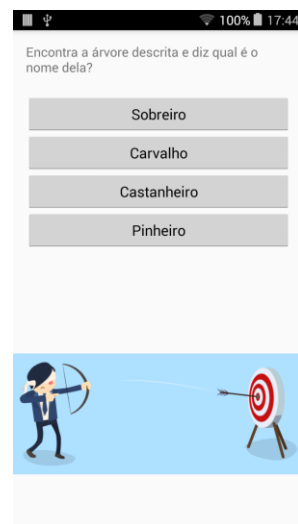 100% 17:44
Encontra a árvore descrita e diz qual é o
nome dela?
Sobreiro
Carvalho
Castanheiro
Pinheiro